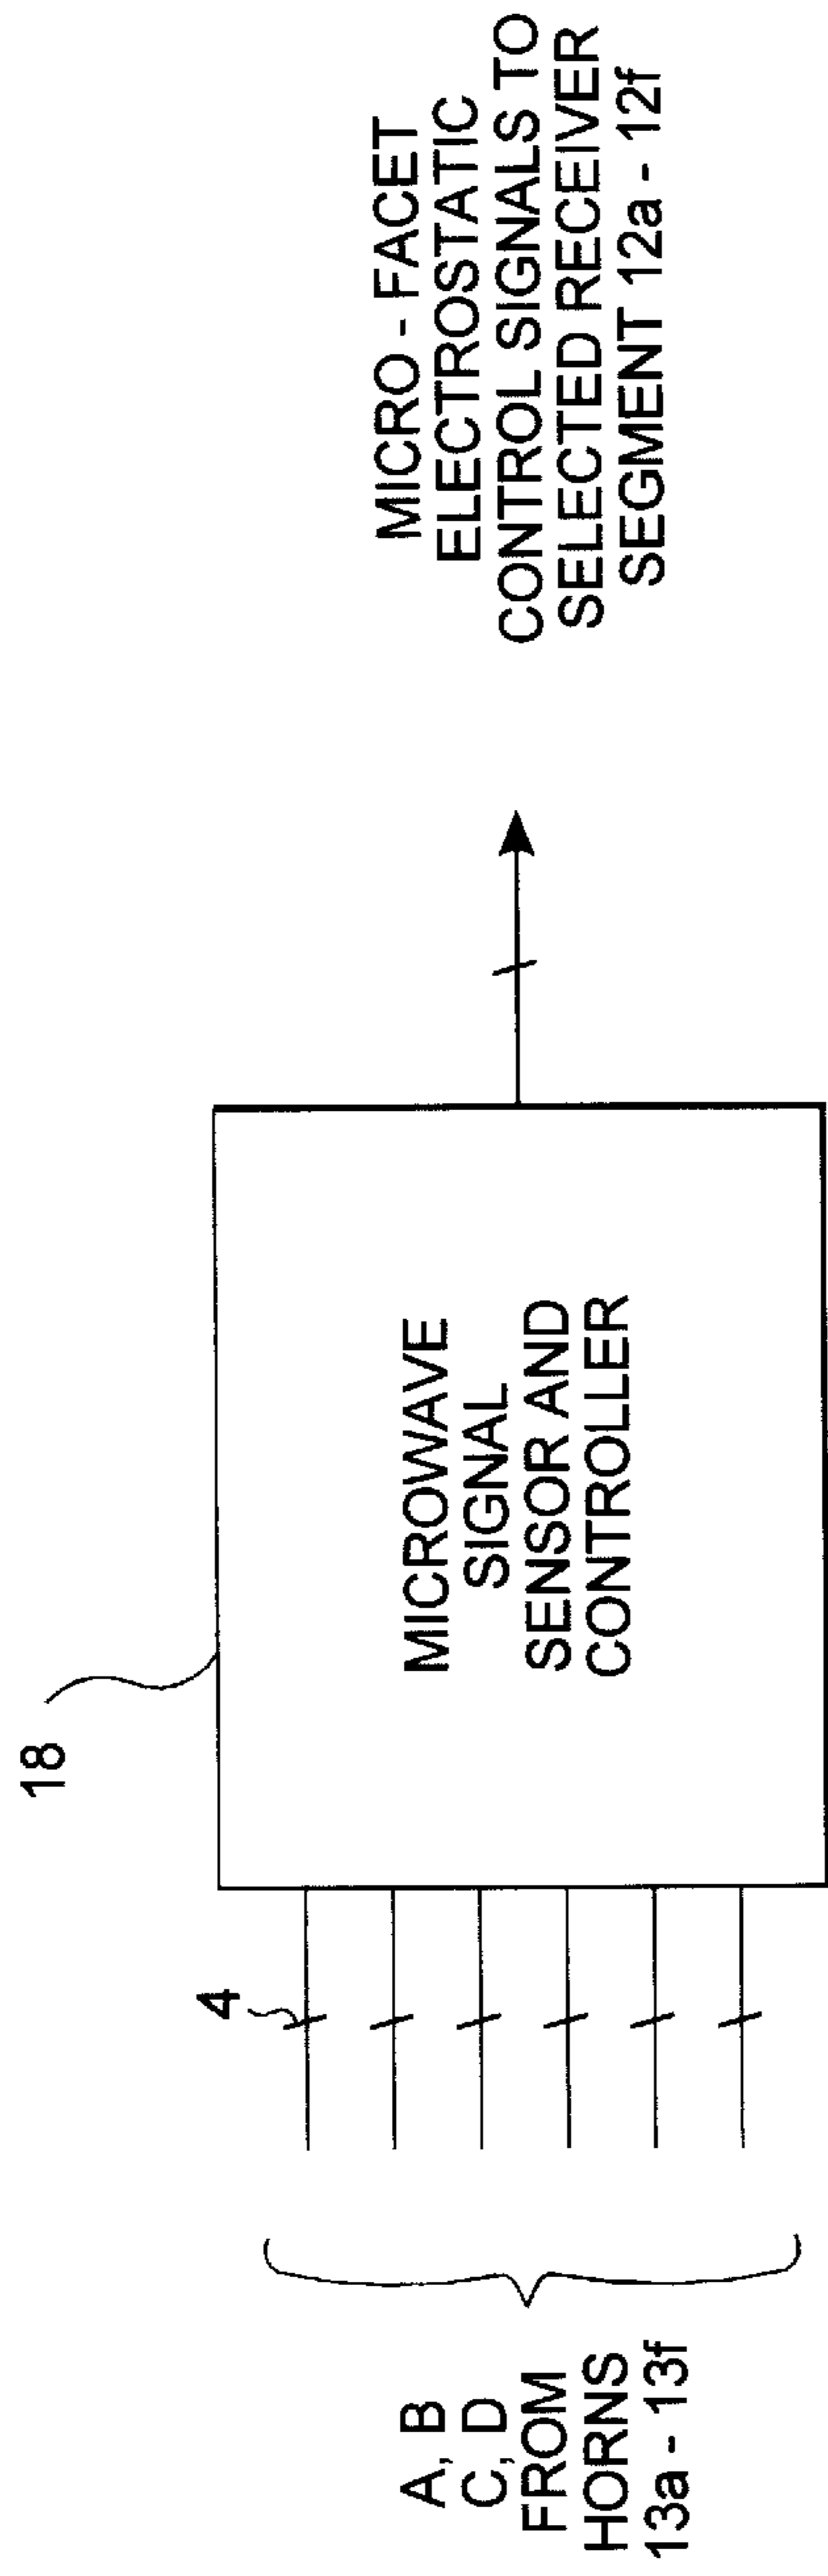 18
4
A, B
C, D
FROM
HORNS
13a - 13f
MICROWAVE
SIGNAL
SENSOR AND
CONTROLLER
MICRO - FACET
ELECTROSTATIC
CONTROL SIGNALS TO
SELECTED RECEIVER
SEGMENT 12a - 12f